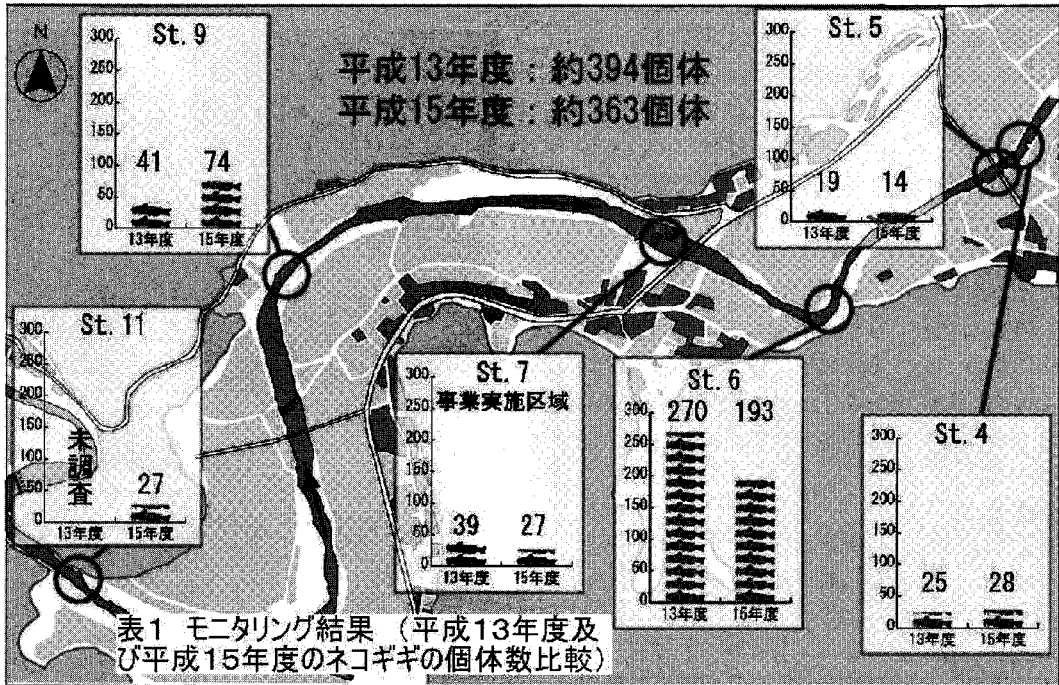 N
St. 9
300
250
200
150
100
50
0
41 74
13年度 15年度
平成13年度：約394個体
平成15年度：約363個体
St. 5
300
250
200
150
100
50
0
19 14
13年度 15年度
St. 11
300
250
200
150
100
50
0
未調査
27
13年度 15年度
St. 7
事業実施区域
300
250
200
150
100
50
0
39 27
13年度 15年度
St. 6
300
250
200
150
100
50
0
270 193
13年度 15年度
St. 4
300
250
200
150
100
50
0
25 28
13年度 15年度
表1 モニタリング結果 （平成13年度及
び平成15年度のネコギギの個体数比較）